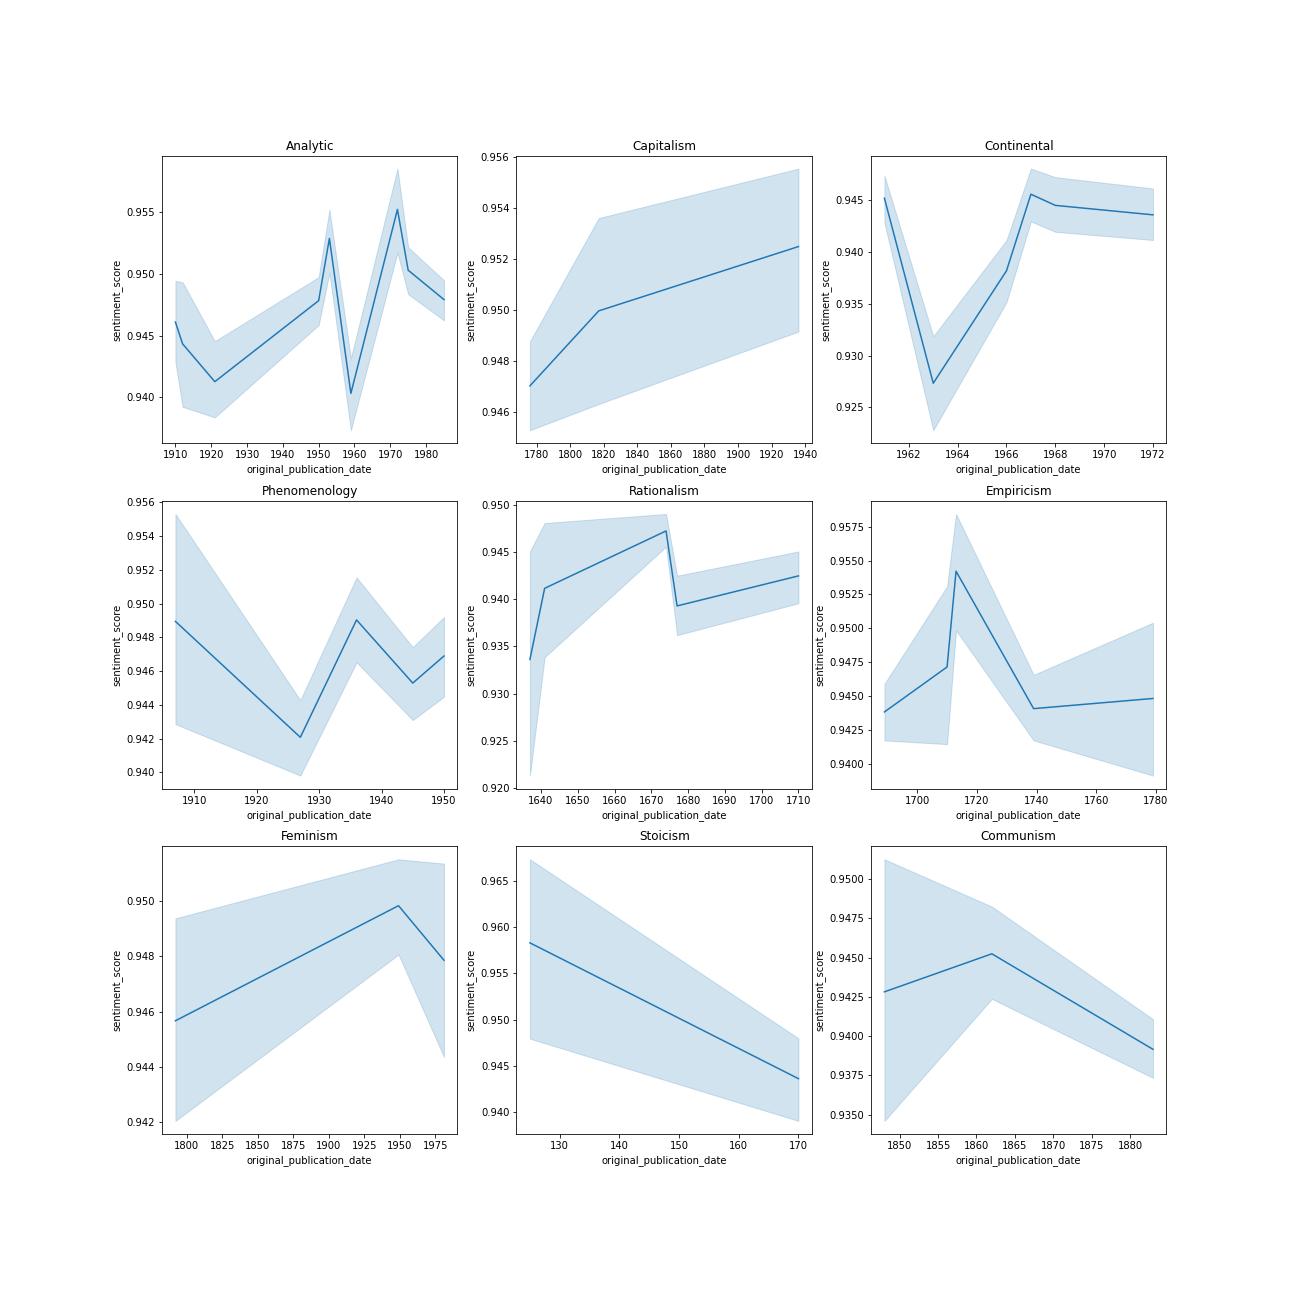 Analytic
0.955
0.950
0.945
0.940
sentiment_score
1910 1920 1930 1940 1950 1960 1970 1980
original_publication_date
Capitalism
0.956
0.954
0.952
0.950
0.948
0.946
sentiment_score
1780 1800 1820 1840 1860 1880 1900 1920 1940
original_publication_date
Continental
0.945
0.940
0.935
0.930
0.925
sentiment_score
1962 1964 1966 1968 1970 1972
original_publication_date
Phenomenology
0.956
0.954
0.952
0.950
0.948
0.946
0.944
0.942
0.940
sentiment_score
1910 1920 1930 1940 1950
original_publication_date
Rationalism
0.950
0.945
0.940
0.935
0.930
0.925
0.920
sentiment_score
1640 1650 1660 1670 1680 1690 1700 1710
original_publication_date
Empiricism
0.9575
0.9550
0.9525
0.9500
0.9475
0.9450
0.9425
0.9400
sentiment_score
1700 1720 1740 1760 1780
original_publication_date
Feminism
0.950
0.948
0.946
0.944
0.942
sentiment_score
1800 1825 1850 1875 1900 1925 1950 1975
original_publication_date
Stoicism
0.965
0.960
0.955
0.950
0.945
0.940
sentiment_score
130 140 150 160 170
original_publication_date
Communism
0.9500
0.9475
0.9450
0.9425
0.9400
0.9375
0.9350
sentiment_score
1850 1855 1860 1865 1870 1875 1880
original_publication_date